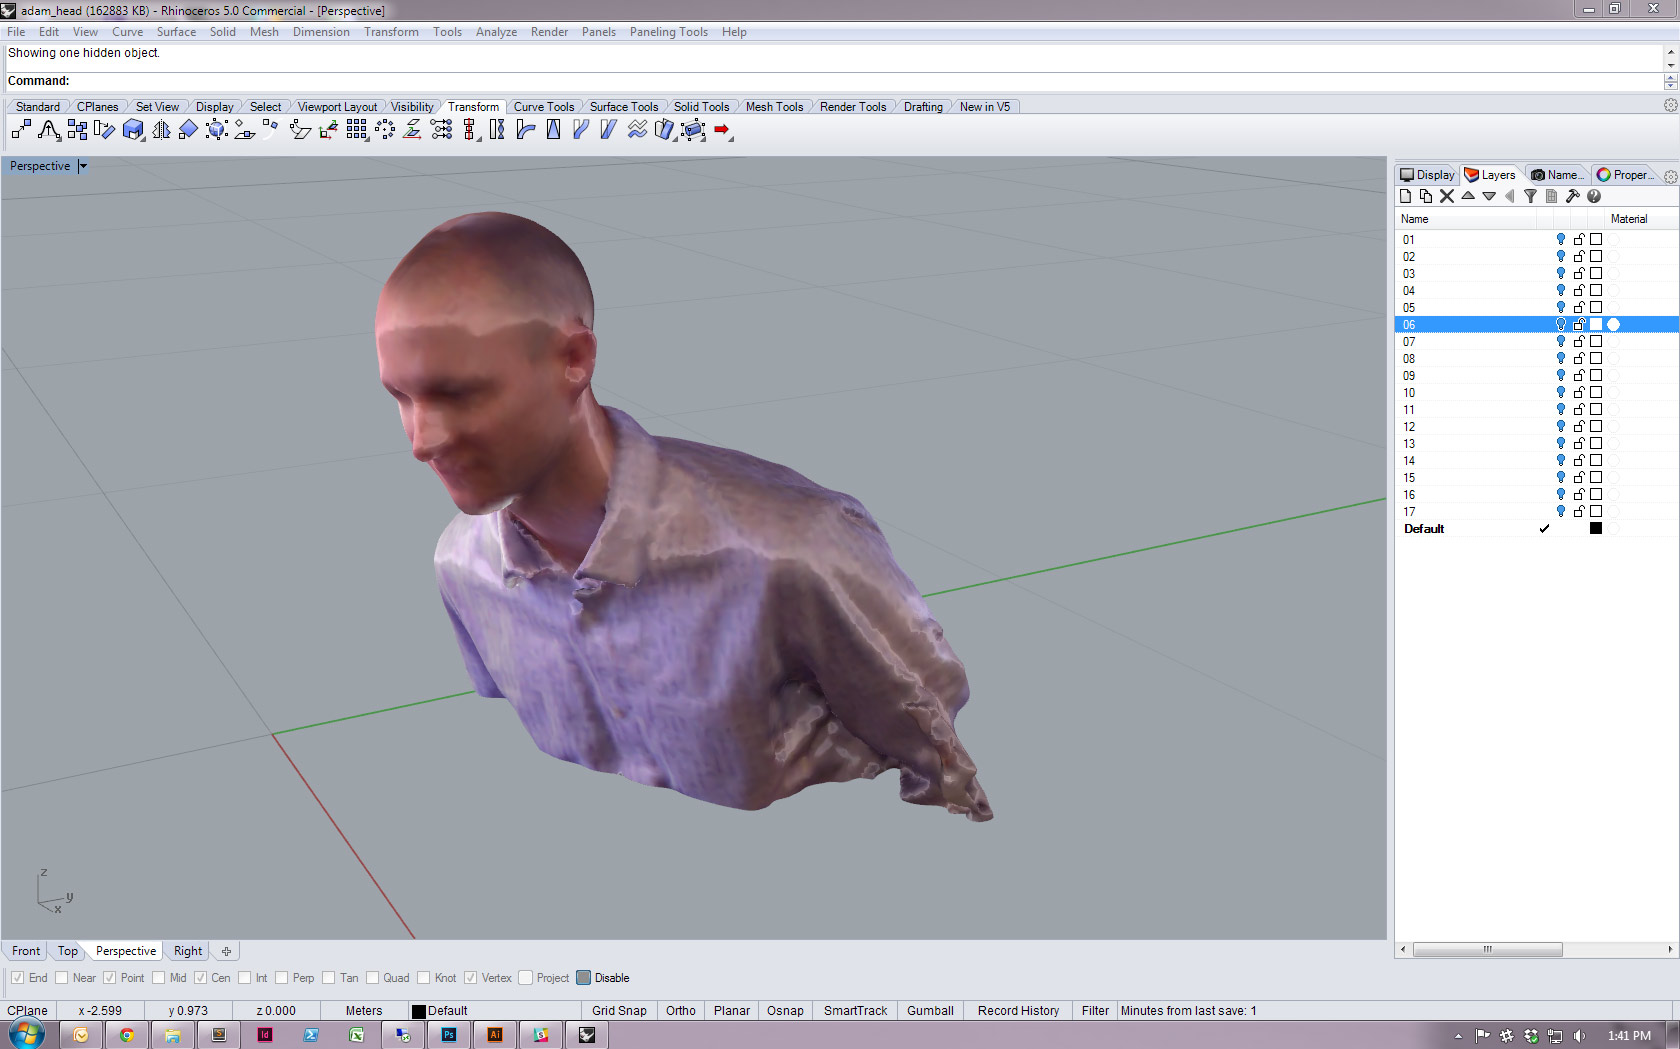 adam_head (162883 KB) - Rhinoceros 5.0 Commercial - [Perspective]
File Edit View Curve Surface Solid Mesh Dimension Transform Tools Analyze Render Panels Paneling Tools Help
Showing one hidden object.
Command:
Standard CPlanes Set View Display Select Viewport Layout Visibility Transform Curve Tools Surface Tools Solid Tools Mesh Tools Render Tools Drafting New in V5
Perspective
Display Layers Name... Proper...
Name Material
01
02
03
04
05
06
07
08
09
10
11
12
13
14
15
16
17
Default
z
y
x
Front Top Perspective Right
End Near Point Mid Cen Int Perp Tan Quad Knot Vertex Project Disable
CPlane x -2.599 y 0.973 z 0.000 Meters Default Grid Snap Ortho Planar Osnap SmartTrack Gumball Record History Filter Minutes from last save: 1
S Id Ps Ai 1:41 PM